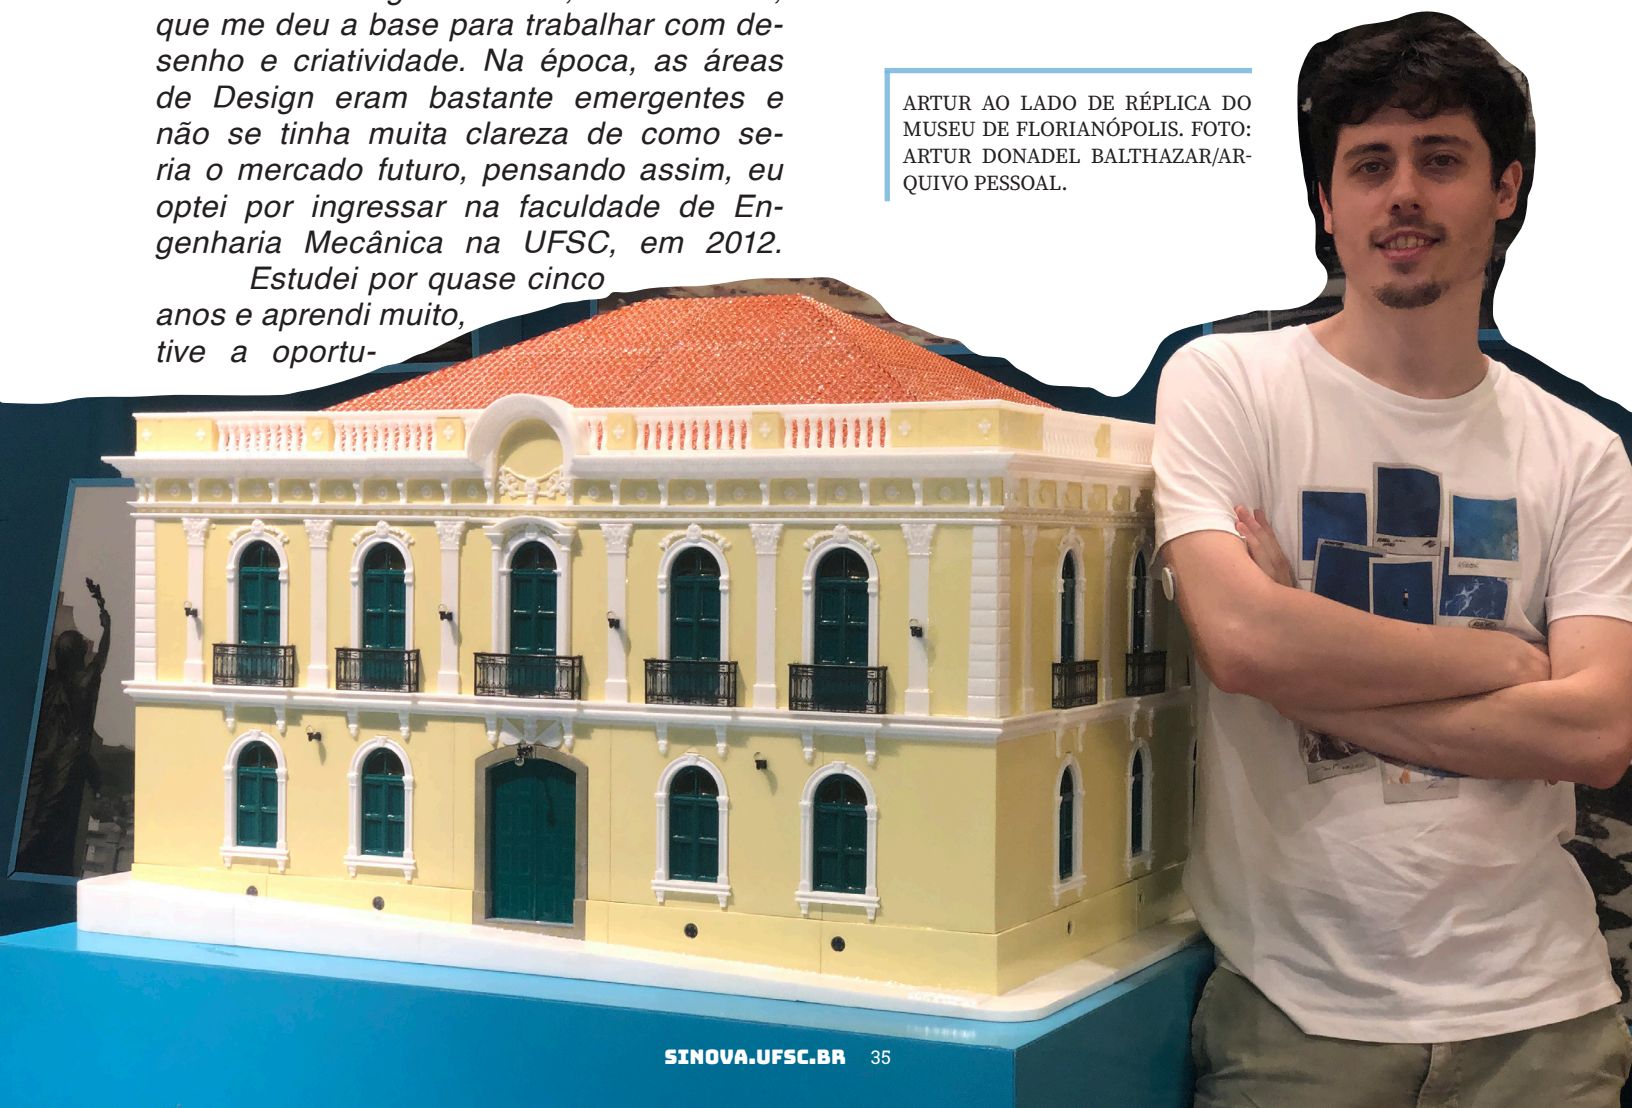 que me deu a base para trabalhar com de-
senho e criatividade. Na época, as áreas
de Design eram bastante emergentes e
não se tinha muita clareza de como se-
ria o mercado futuro, pensando assim, eu
optei por ingressar na faculdade de En-
genharia Mecânica na UFSC, em 2012.
Estudei por quase cinco
anos e aprendi muito,
tive a oportu-
ARTUR AO LADO DE RÉPLICA DO
MUSEU DE FLORIANÓPOLIS. FOTO:
ARTUR DONADEL BALTHAZAR/AR-
QUIVO PESSOAL.
SINOVA.UFSC.BR 35